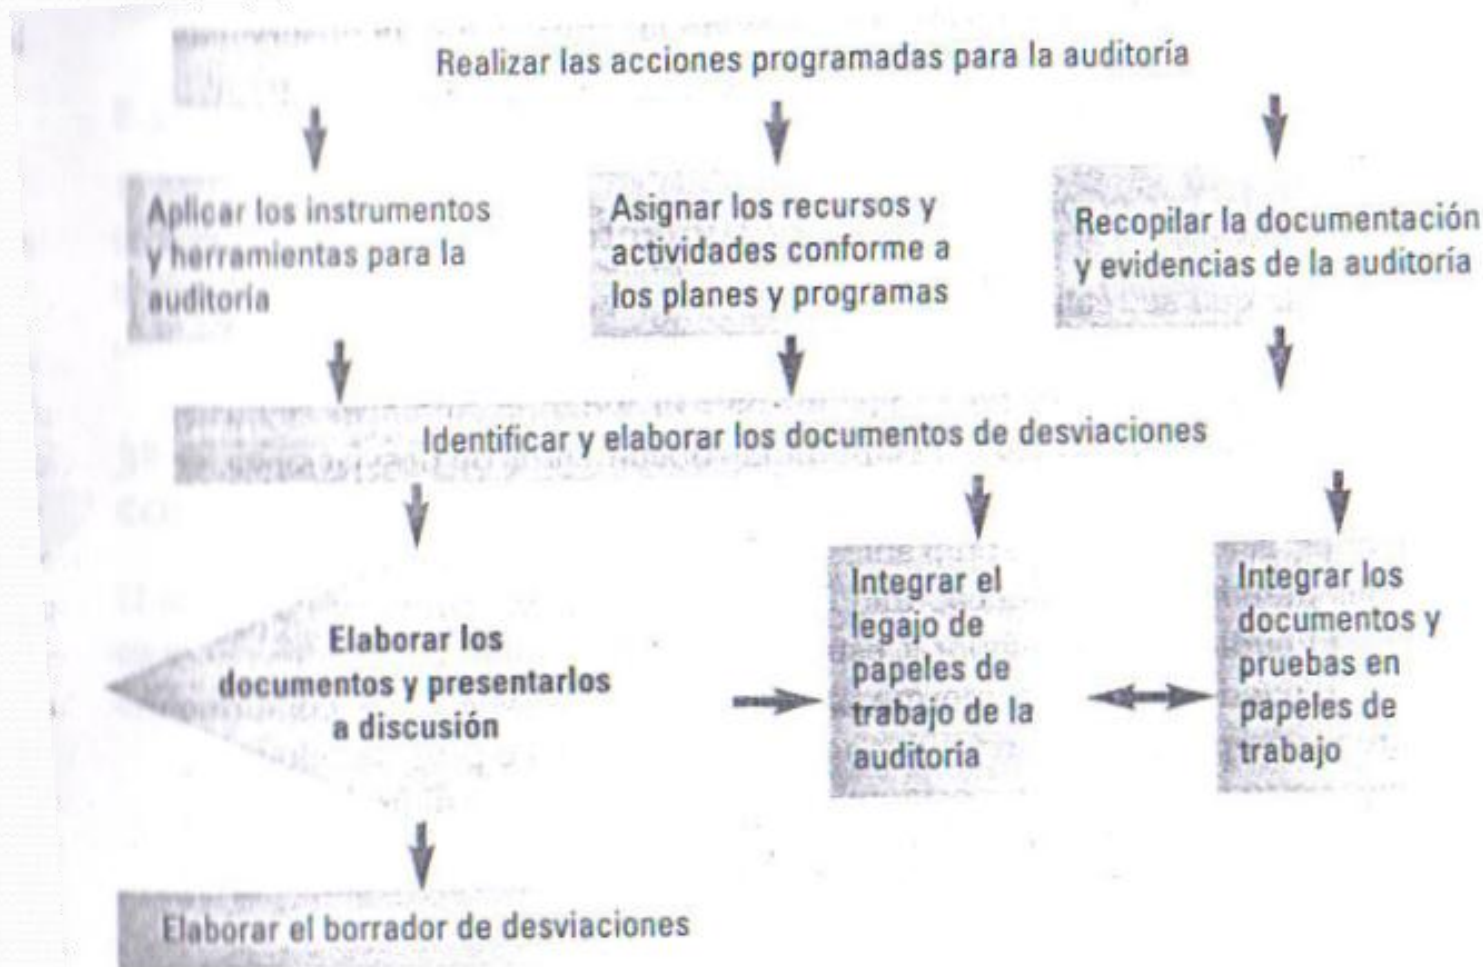 Realizar las acciones programadas para la auditoría
Aplicar los instrumentos
y herramientas para la
auditoría
Asignar los recursos y
actividades conforme a
los planes y programas
Recopilar la documentación
y evidencias de la auditoría
Identificar y elaborar los documentos de desviaciones
Elaborar los
documentos y presentarlos
a discusión
Integrar el
legajo de
papeles de
trabajo de la
auditoría
Integrar los
documentos y
pruebas en
papeles de
trabajo
Elaborar el borrador de desviaciones